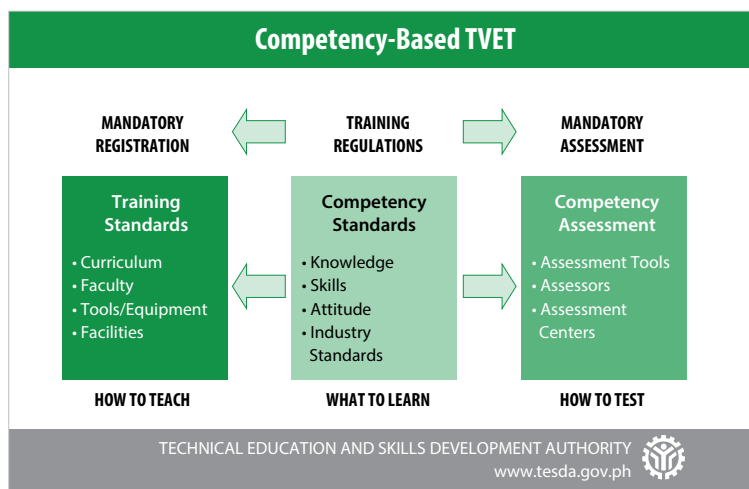 Competency-Based TVET
MANDATORY
REGISTRATION
TRAINING
REGULATIONS
MANDATORY
ASSESSMENT
Training
Standards
• Curriculum
• Faculty
• Tools/Equipment
• Facilities
Competency
Standards
• Knowledge
• Skills
• Attitude
• Industry
Standards
Competency
Assessment
• Assessment Tools
• Assessors
• Assessment
Centers
HOW TO TEACH
WHAT TO LEARN
HOW TO TEST
TECHNICAL EDUCATION AND SKILLS DEVELOPMENT AUTHORITY
www.tesda.gov.ph